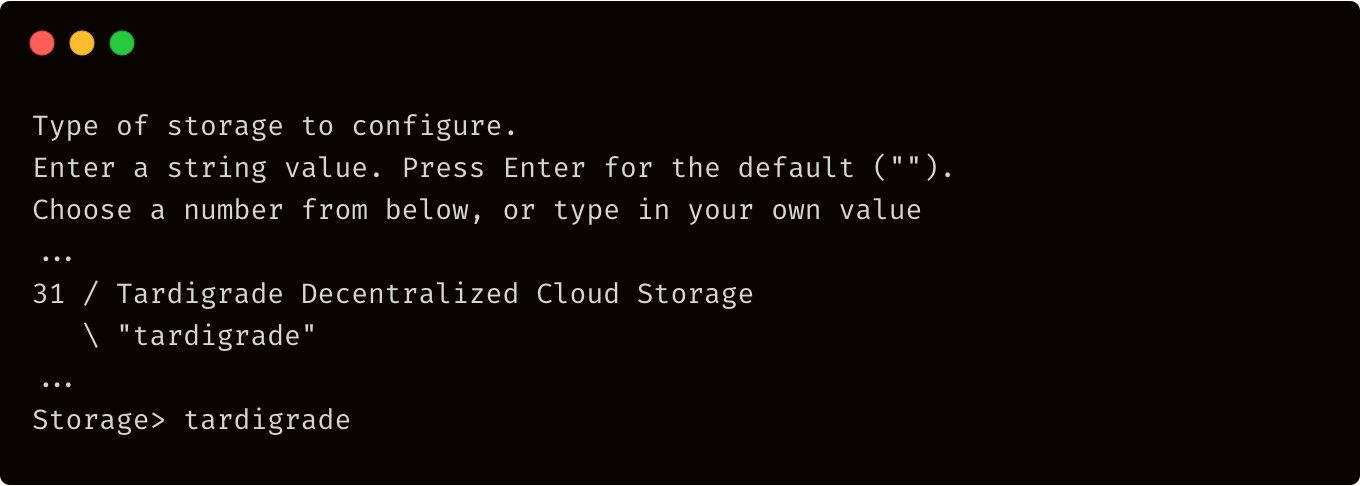 Type of storage to configure.
Enter a string value. Press Enter for the default ("").
Choose a number from below, or type in your own value
...
31 / Tardigrade Decentralized Cloud Storage
\ "tardigrade"
...
Storage> tardigrade